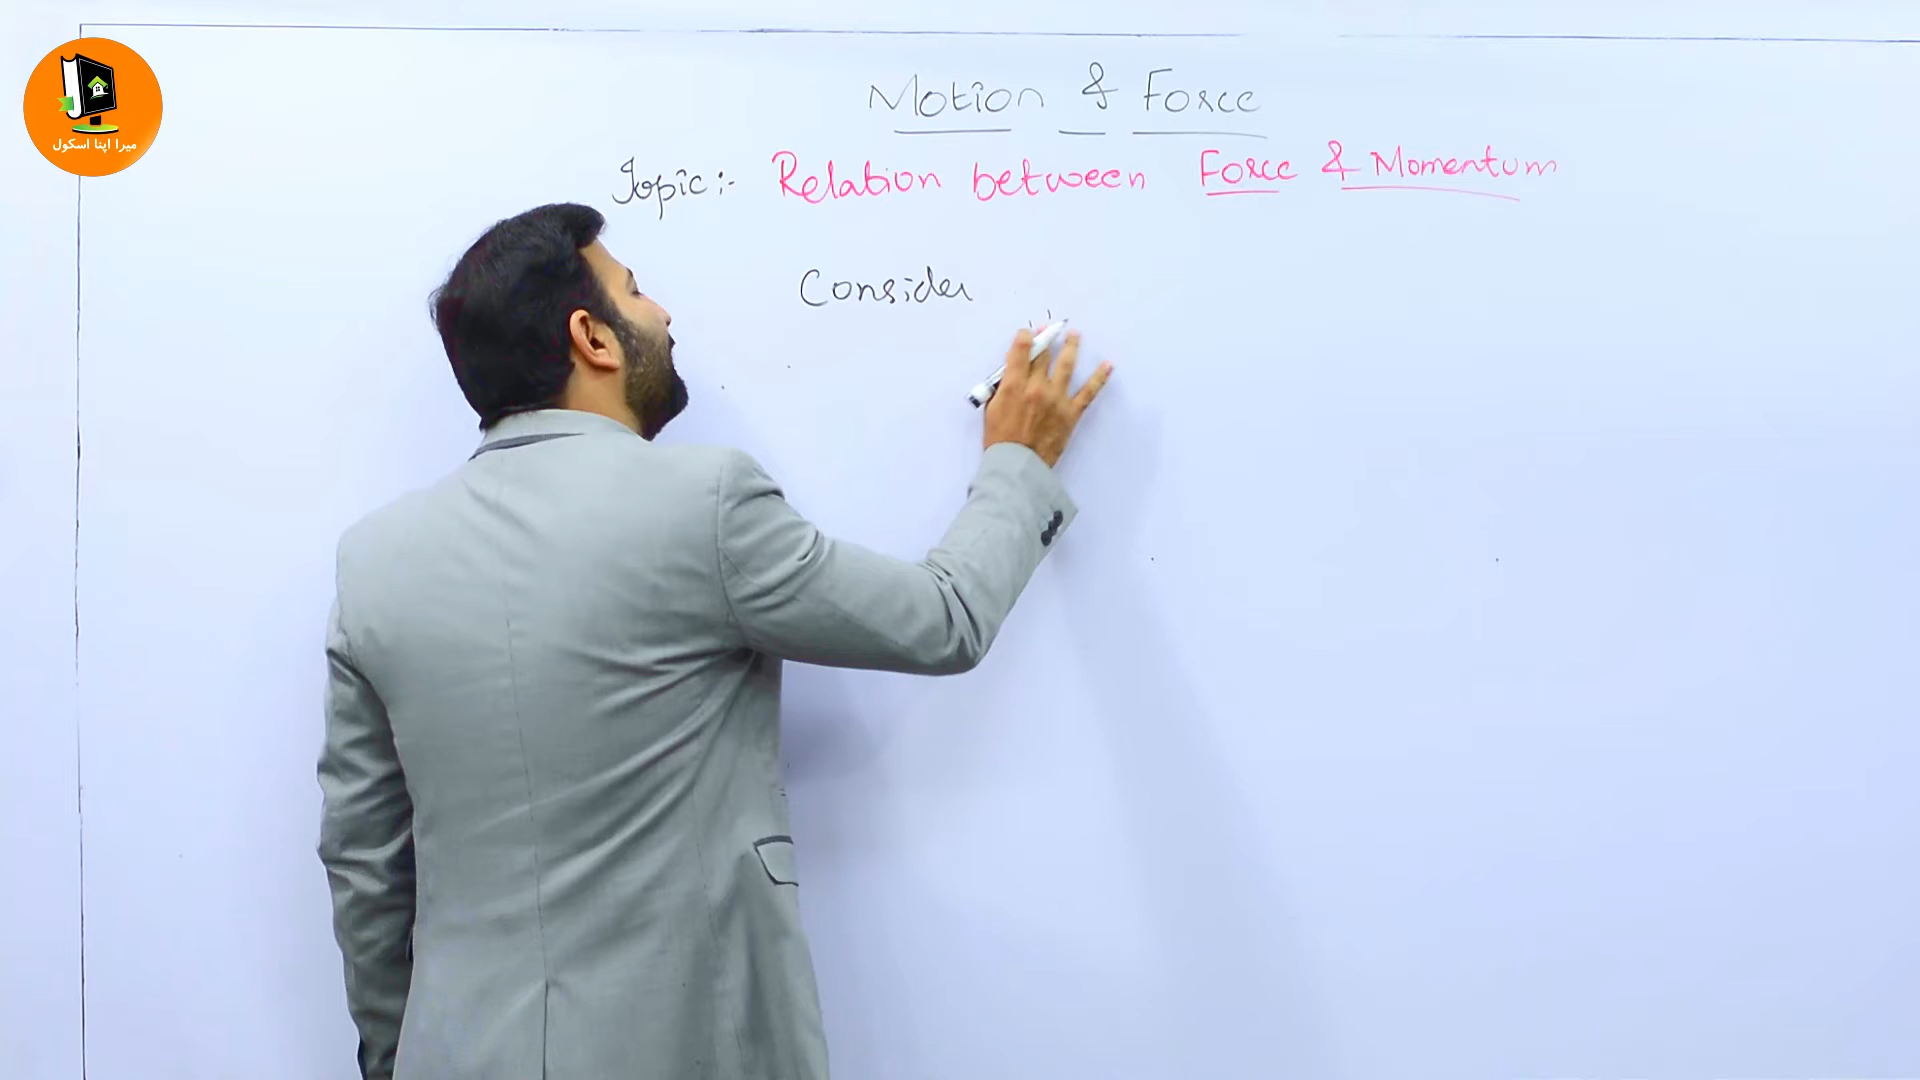 میرا اپنا اسکول
Motion & Force
Topic:- Relation between Force & Momentum
Consider